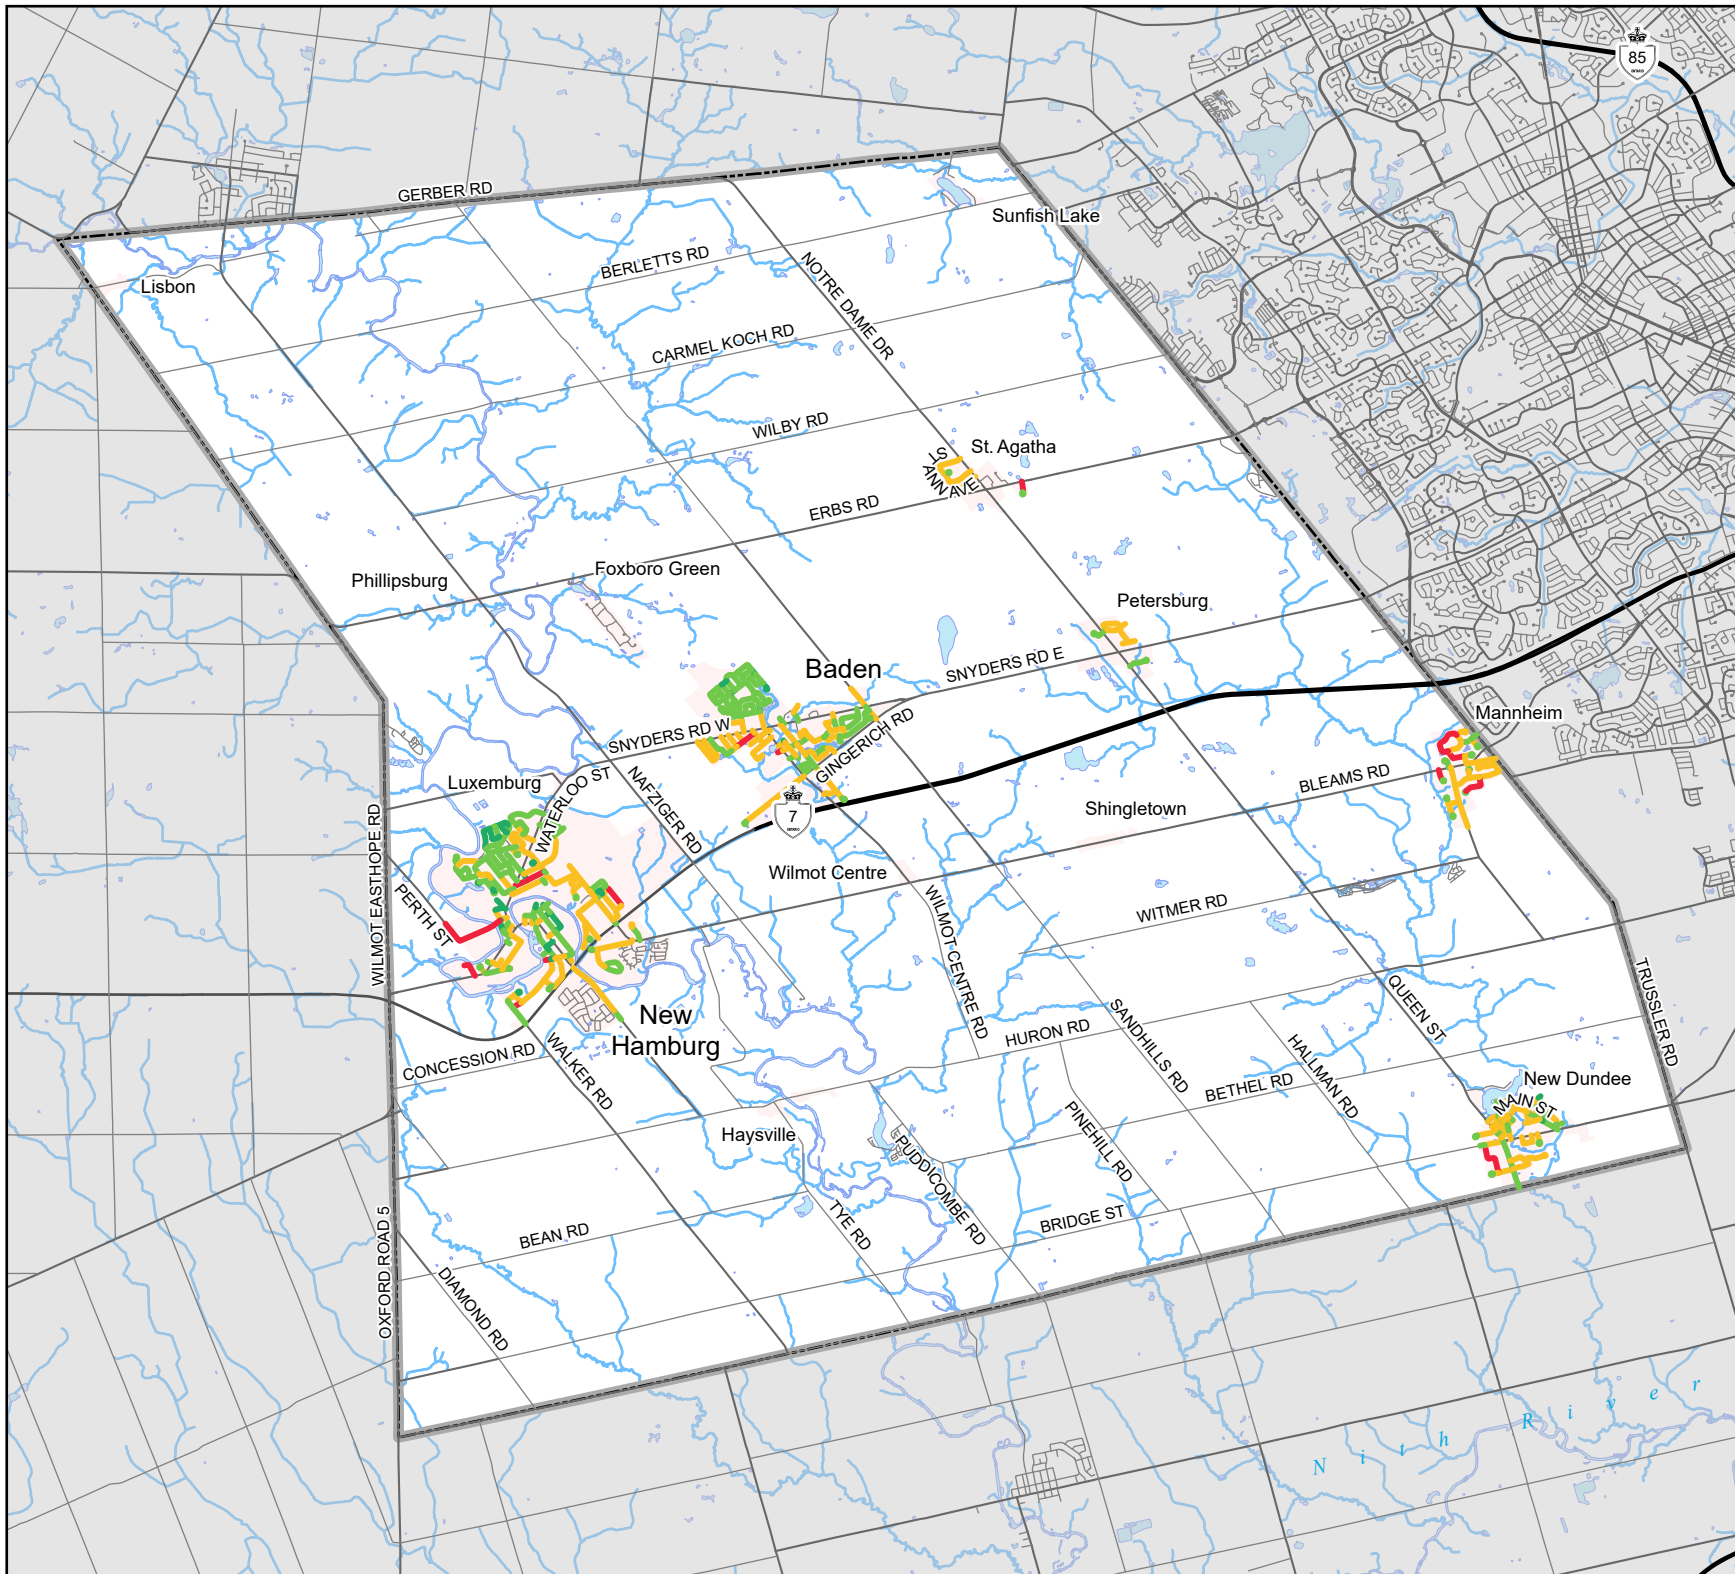 85
GERBER RD
Sunfish Lake
BERLETTS RD
NOTRE DAME DR
Lisbon
CARMEL KOCH RD
WILBY RD
St. Agatha
ST ANN AVE
ERBS RD
Foxboro Green
Phillipsburg
Petersburg
Baden
SNYDERS RD E
Mannheim
SNYDERS RD W
GINGERICH RD
NAFZIGER RD
WATERLOO ST
Luxemburg
BLEAMS RD
Shingletown
7
WILMOT EASTHOPE RD
Wilmot Centre
PERTH ST
WILMOT CENTRE RD
WITMER RD
TRUSSLER RD
QUEEN ST
New
Hamburg
SANDHILLS RD
HURON RD
HALLMAN RD
CONCESSION RD
WALKER RD
BETHEL RD
New Dundee
MAIN ST
PINEHILL RD
Haysville
PUDDICOMBE RD
TYE RD
BRIDGE ST
BEAN RD
OXFORD ROAD 5
DIAMOND RD
Nith River